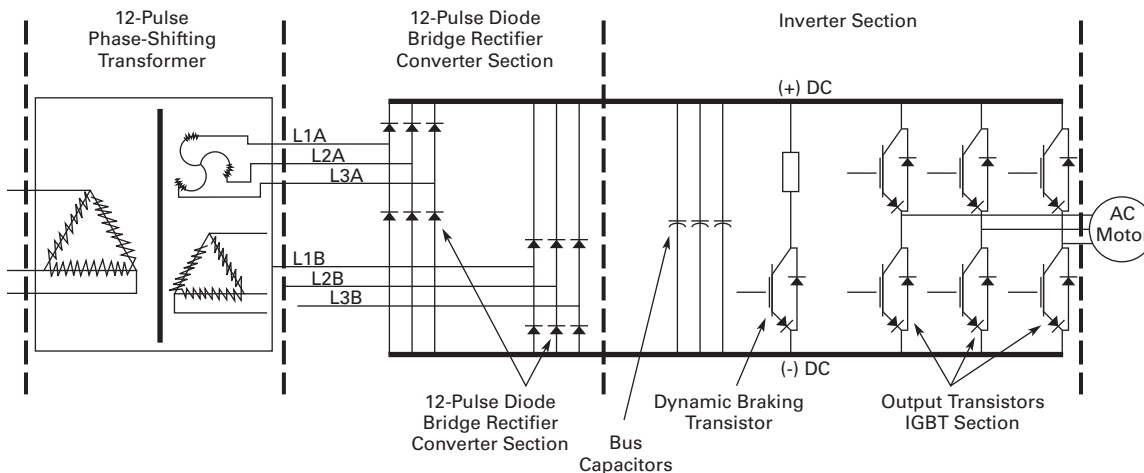 12-Pulse
Phase-Shifting
Transformer
12-Pulse Diode
Bridge Rectifier
Converter Section
Inverter Section
(+) DC
L1A
L2A
L3A
AC
Motor
L1B
L2B
L3B
(-) DC
12-Pulse Diode
Bridge Rectifier
Converter Section
Bus
Capacitors
Dynamic Braking
Transistor
Output Transistors
IGBT Section